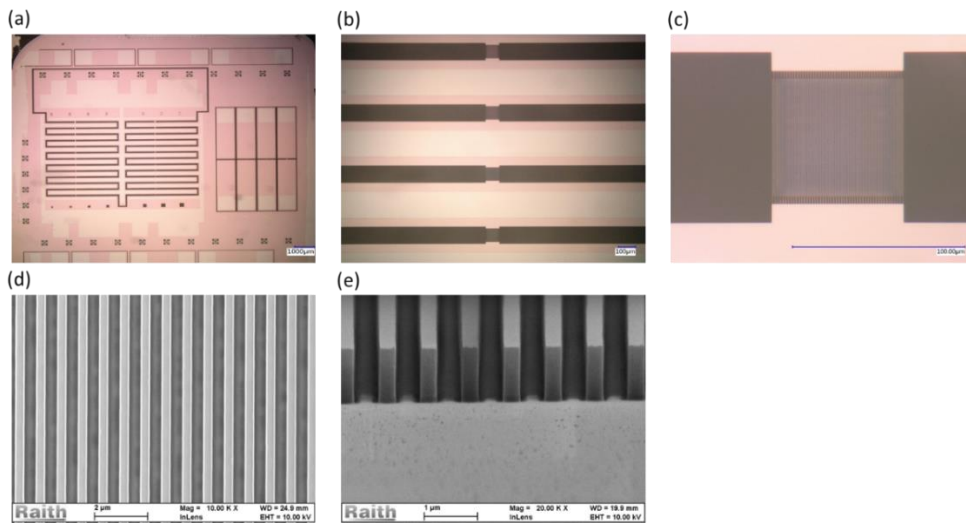 (a)
(b)
(c)
1000µm
100µm
100.00µm
(d)
(e)
Raith
2 µm
Mag = 10.00 K X
WD = 24.9 mm
InLens
EHT = 10.00 kV
Raith
1 µm
Mag = 20.00 K X
WD = 19.9 mm
InLens
EHT = 10.00 kV